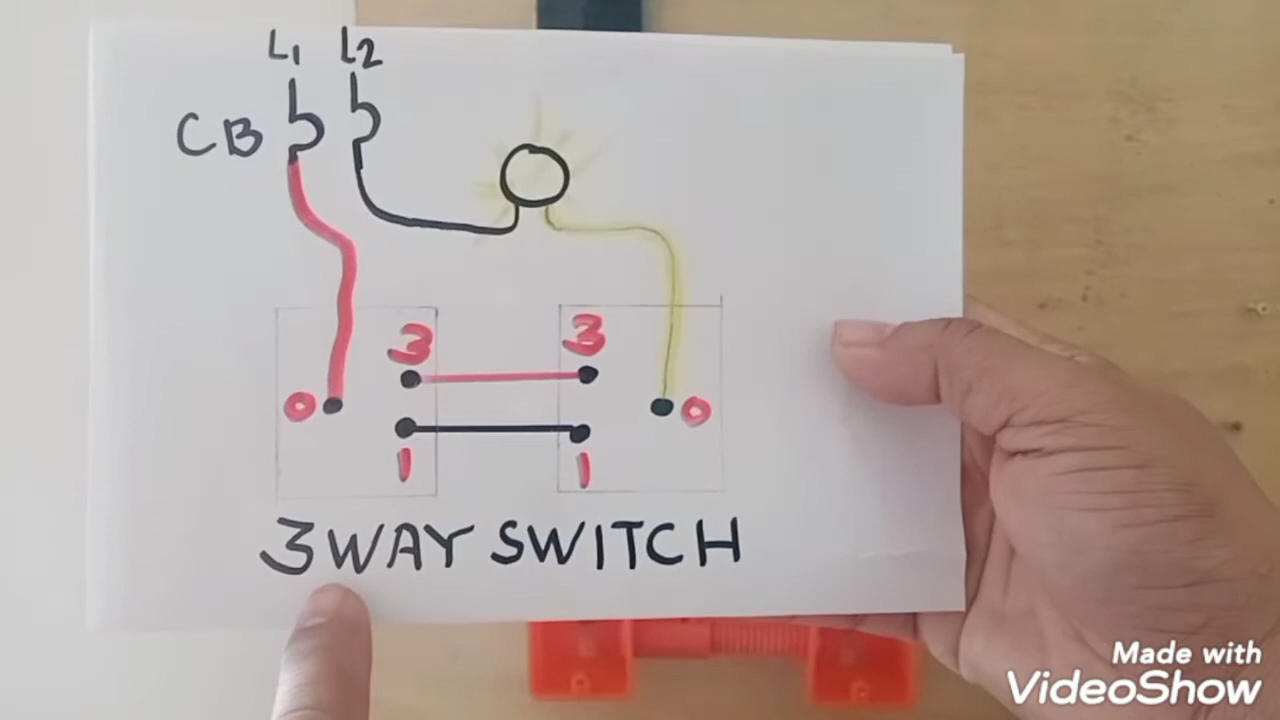 L1 L2
CB
3 3
0 0
1 1
3WAY SWITCH
Made with
VideoShow